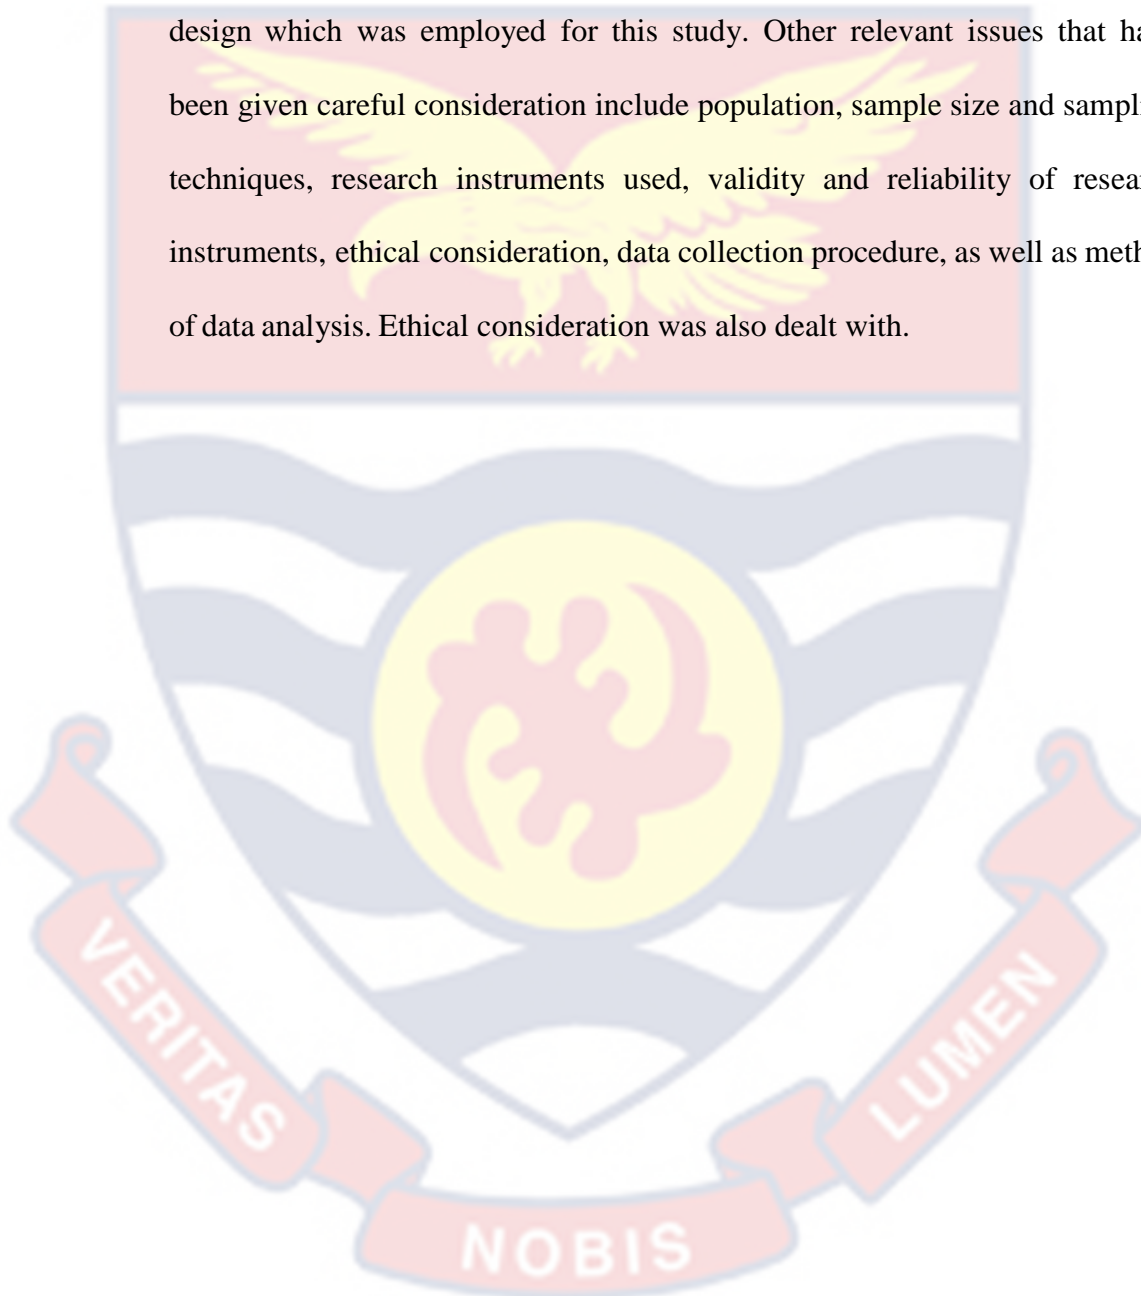 design which was employed for this study. Other relevant issues that ha
been given careful consideration include population, sample size and sampl
techniques, research instruments used, validity and reliability of resear
instruments, ethical consideration, data collection procedure, as well as meth
of data analysis. Ethical consideration was also dealt with.
VERITAS
NOBIS
LUMEN